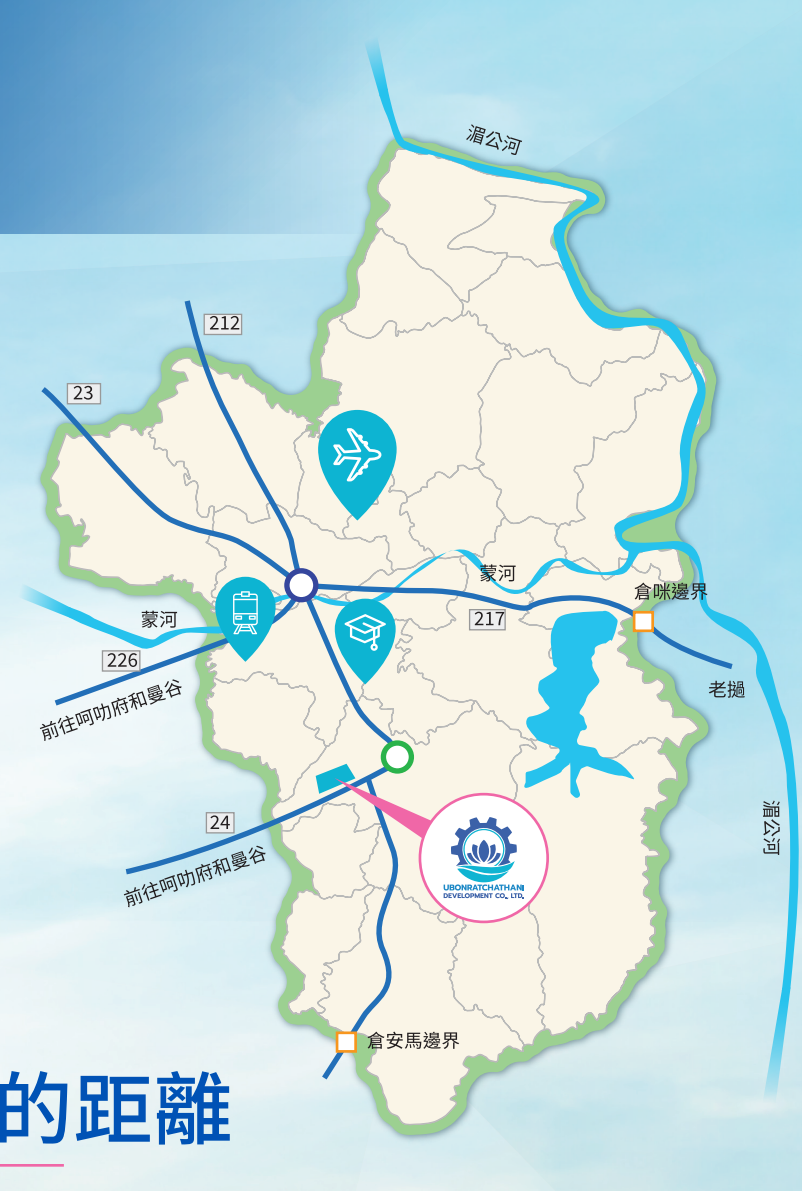 湄公河
212
23
蒙河
倉咪邊界
蒙河
217
226
老撾
前往呵叻府和曼谷
湄公河
24
前往呵叻府和曼谷
UBONRATCHATHANI
DEVELOPMENT CO., LTD.
倉安馬邊界
的距離